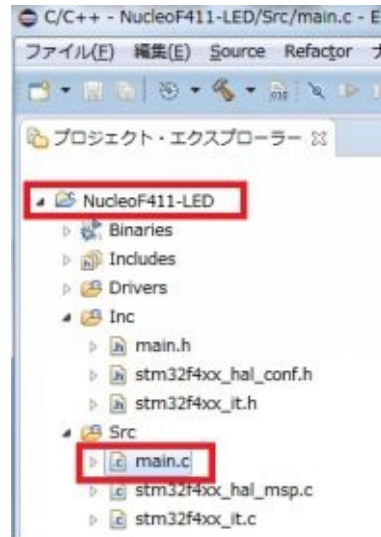 C/C++ - NucleoF411-LED/Src/main.c - E
ファイル(F) 編集(E) Source Refactor ナ
プロジェクト・エクスプローラー
NucleoF411-LED
Binaries
Includes
Drivers
Inc
main.h
stm32f4xx_hal_conf.h
stm32f4xx_it.h
Src
main.c
stm32f4xx_hal_msp.c
stm32f4xx_it.c